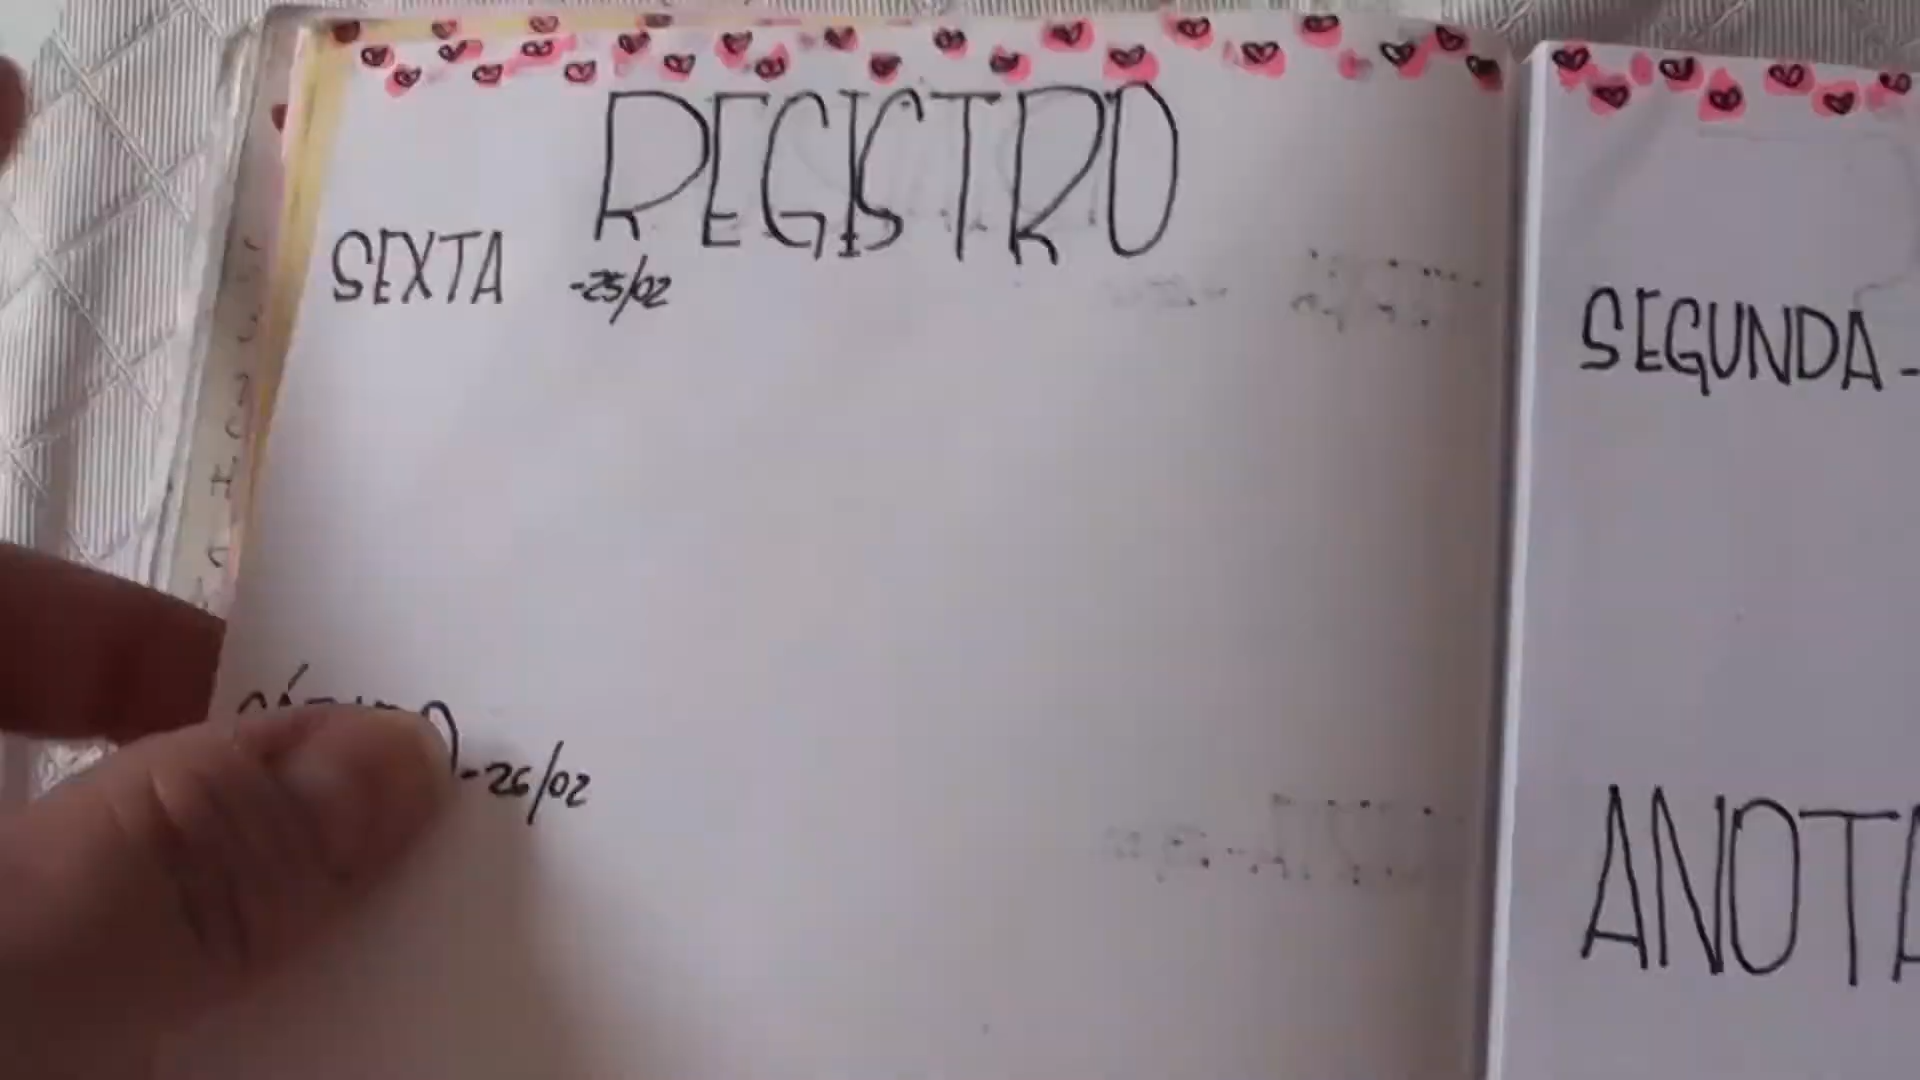 REGISTRO
SEXTA -25/02
-26/02
SEGUNDA -
ANOTA